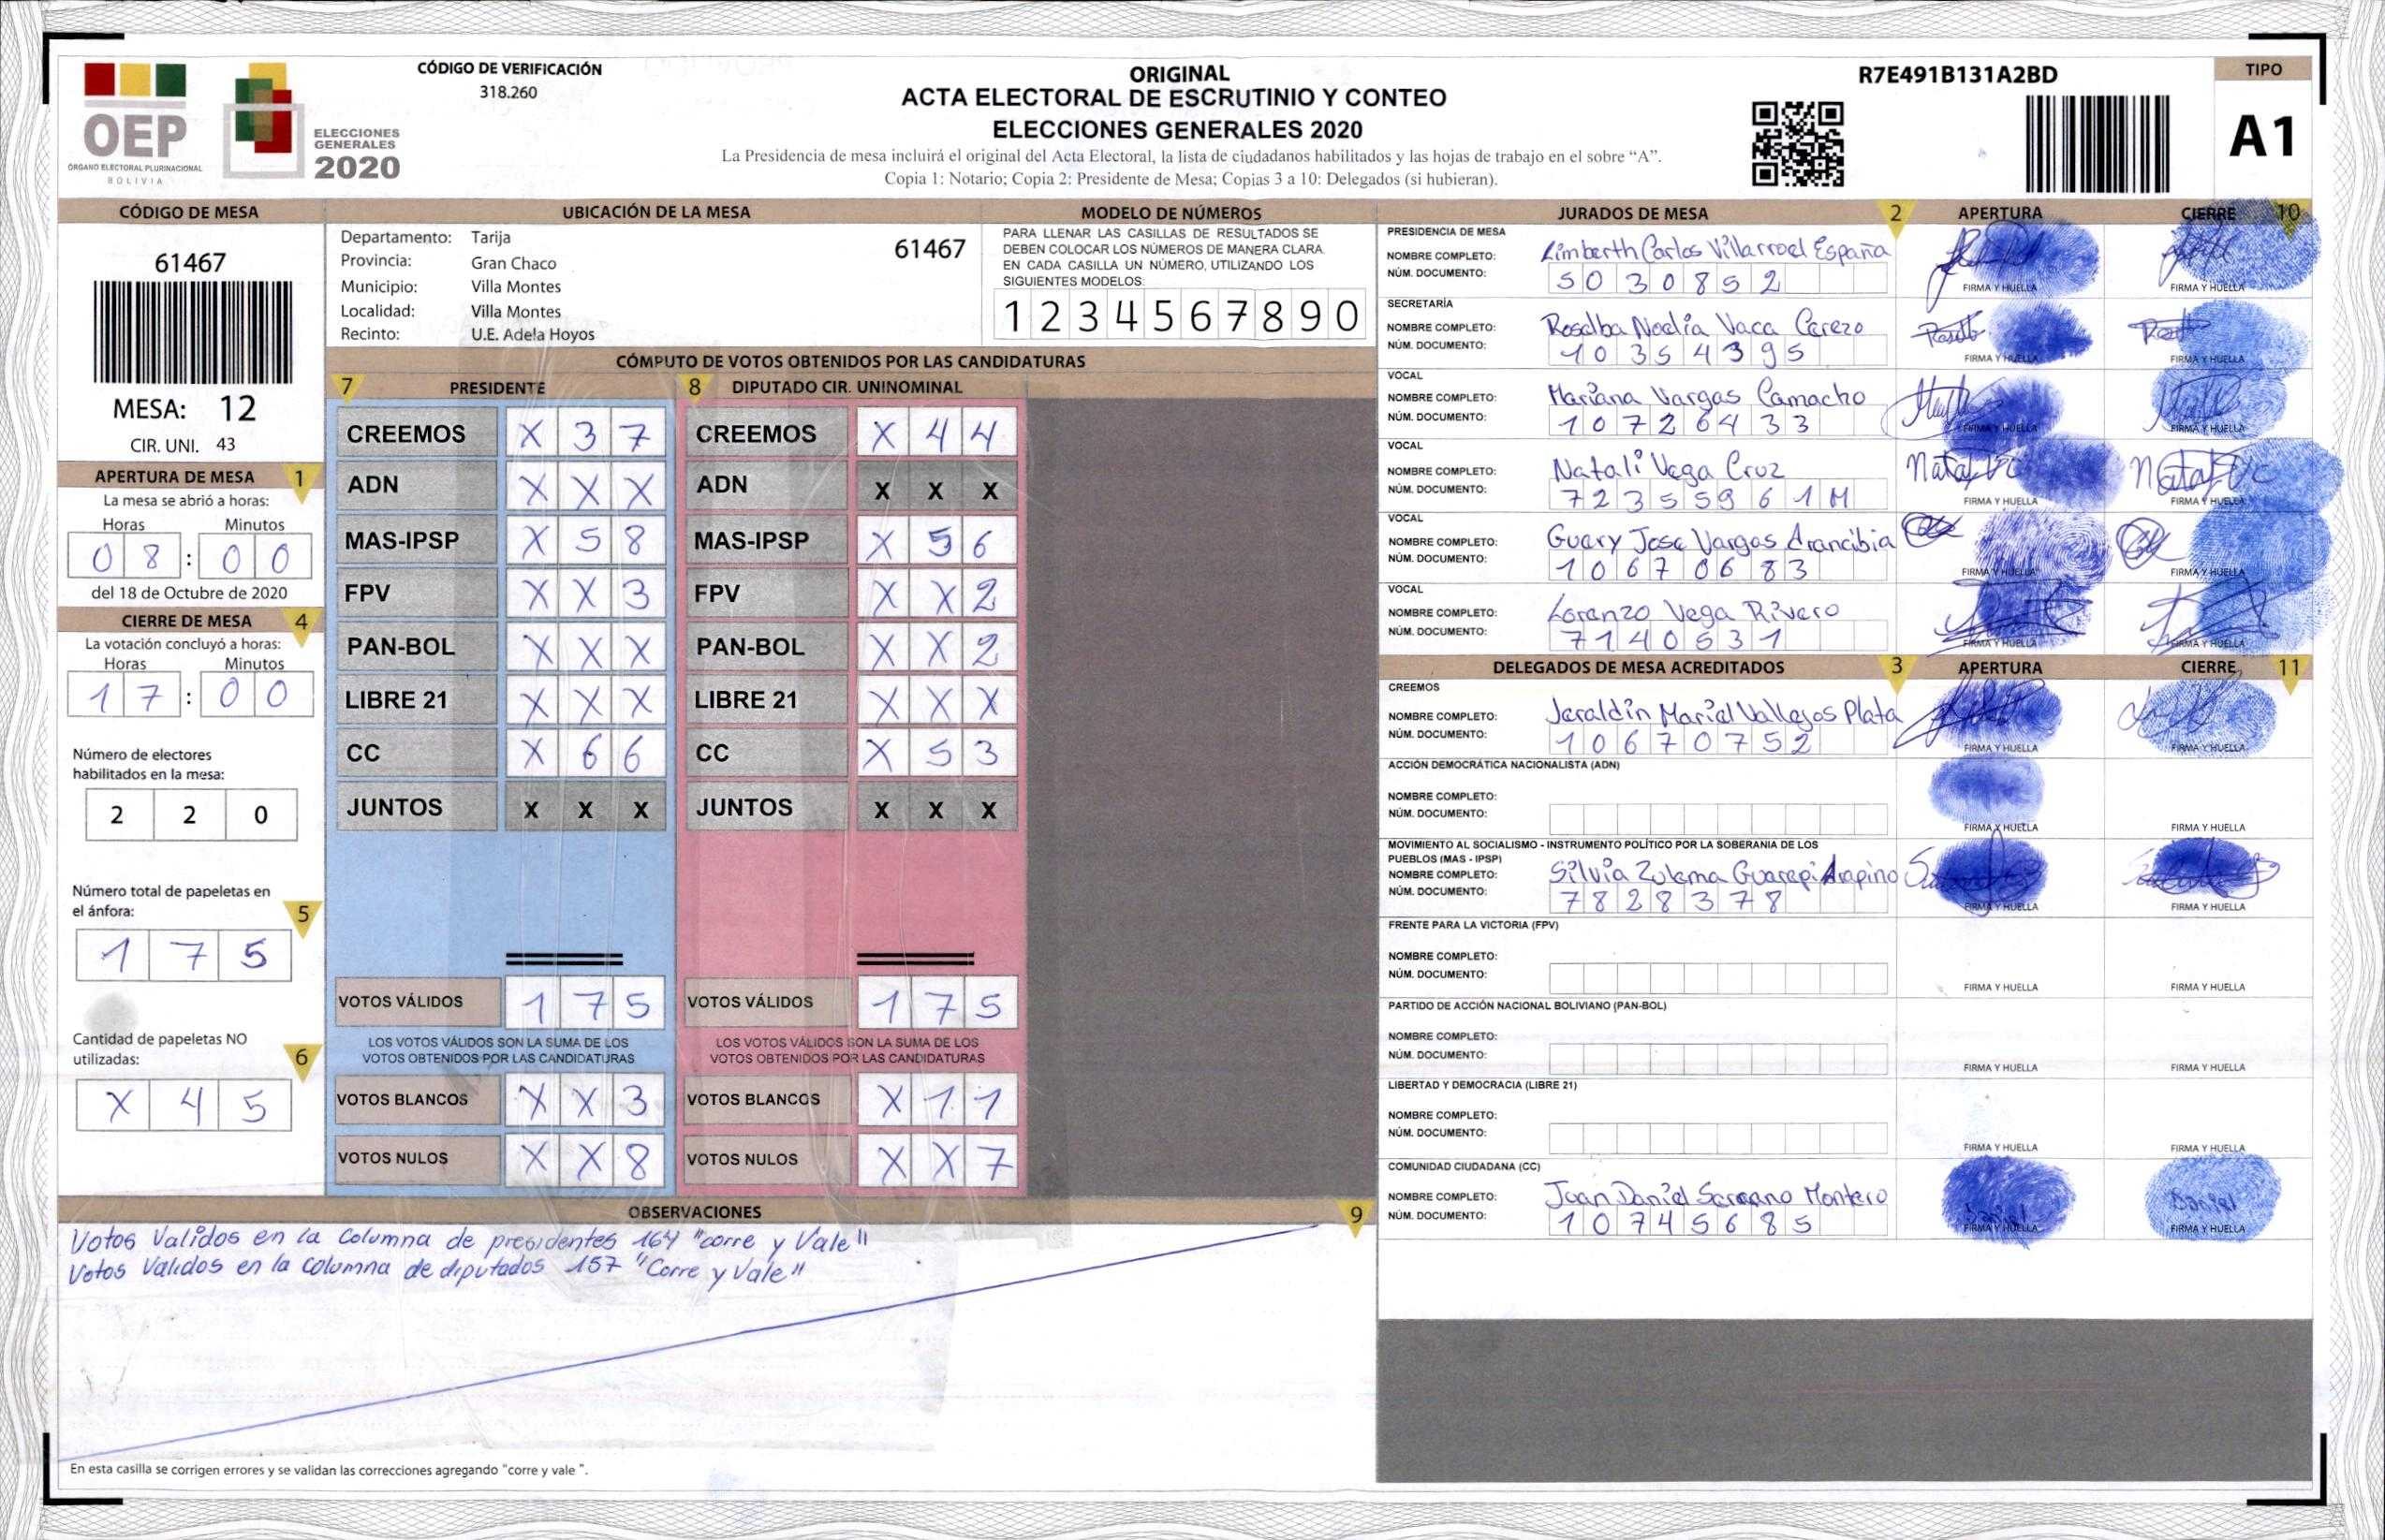 CÓDIGO DE VERIFICACIÓN
318.260
OEP
ÓRGANO ELECTORAL PLURINACIONAL
BOLIVIA
ELECCIONES
GENERALES
2020
ORIGINAL
ACTA ELECTORAL DE ESCRUTINIO Y CONTEO
ELECCIONES GENERALES 2020
La Presidencia de mesa incluirá el original del Acta Electoral, la lista de ciudadanos habilitados y las hojas de trabajo en el sobre “A”.
Copia 1: Notario; Copia 2: Presidente de Mesa; Copias 3 a 10: Delegados (si hubieran).
R7E491B131A2BD
TIPO
A1
CÓDIGO DE MESA
61467
MESA: 12
CIR. UNI. 43
APERTURA DE MESA 1
La mesa se abrió a horas:
Horas Minutos
0 8 : 0 0
del 18 de Octubre de 2020
CIERRE DE MESA 4
La votación concluyó a horas:
Horas Minutos
1 7 : 0 0
Número de electores
habilitados en la mesa:
2 2 0
Número total de papeletas en
el ánfora: 5
1 7 5
Cantidad de papeletas NO
utilizadas: 6
X 4 5
UBICACIÓN DE LA MESA
Departamento: Tarija 61467
Provincia: Gran Chaco
Municipio: Villa Montes
Localidad: Villa Montes
Recinto: U.E. Adela Hoyos
MODELO DE NÚMEROS
PARA LLENAR LAS CASILLAS DE RESULTADOS SE
DEBEN COLOCAR LOS NÚMEROS DE MANERA CLARA.
EN CADA CASILLA UN NÚMERO, UTILIZANDO LOS
SIGUIENTES MODELOS:
1 2 3 4 5 6 7 8 9 0
CÓMPUTO DE VOTOS OBTENIDOS POR LAS CANDIDATURAS
7 PRESIDENTE 8 DIPUTADO CIR. UNINOMINAL
CREEMOS X 3 7 CREEMOS X 4 4
ADN X X X ADN X X X
MAS-IPSP X 5 8 MAS-IPSP X 5 6
FPV X X 3 FPV X X 2
PAN-BOL X X X PAN-BOL X X 2
LIBRE 21 X X X LIBRE 21 X X X
CC X 6 6 CC X 5 3
JUNTOS X X X JUNTOS X X X
VOTOS VÁLIDOS 1 7 5 VOTOS VÁLIDOS 1 7 5
LOS VOTOS VÁLIDOS SON LA SUMA DE LOS LOS VOTOS VÁLIDOS SON LA SUMA DE LOS
VOTOS OBTENIDOS POR LAS CANDIDATURAS VOTOS OBTENIDOS POR LAS CANDIDATURAS
VOTOS BLANCOS X X 3 VOTOS BLANCOS X 1 1
VOTOS NULOS X X 8 VOTOS NULOS X X 7
OBSERVACIONES 9
Votos Validos en la columna de presidentes 164 "corre y Vale"
Votos Validos en la columna de diputados 157 "Corre y Vale"
En esta casilla se corrigen errores y se validan las correcciones agregando "corre y vale ".
JURADOS DE MESA 2 APERTURA CIERRE 10
PRESIDENCIA DE MESA
NOMBRE COMPLETO: Limberth Carlos Villarroel España
NÚM. DOCUMENTO: 5 0 3 0 8 5 2
FIRMA Y HUELLA FIRMA Y HUELLA
SECRETARÍA
NOMBRE COMPLETO: Rosalba Noelia Vaca Cerezo
NÚM. DOCUMENTO: 1 0 3 5 4 3 9 5
FIRMA Y HUELLA FIRMA Y HUELLA
VOCAL
NOMBRE COMPLETO: Mariana Vargas Camacho
NÚM. DOCUMENTO: 1 0 7 2 6 4 3 3
FIRMA Y HUELLA FIRMA Y HUELLA
VOCAL
NOMBRE COMPLETO: Natali Vega Cruz
NÚM. DOCUMENTO: 7 2 3 5 5 9 6 1 M
FIRMA Y HUELLA FIRMA Y HUELLA
VOCAL
NOMBRE COMPLETO: Guery Jose Vargas Arancibia
NÚM. DOCUMENTO: 1 0 6 7 0 6 8 3
FIRMA Y HUELLA FIRMA Y HUELLA
VOCAL
NOMBRE COMPLETO: Loranzo Vega Rivero
NÚM. DOCUMENTO: 7 1 4 0 5 3 1
FIRMA Y HUELLA FIRMA Y HUELLA
DELEGADOS DE MESA ACREDITADOS 3 APERTURA CIERRE 11
CREEMOS
NOMBRE COMPLETO: Jeraldin Mariel Vallejos Plata
NÚM. DOCUMENTO: 1 0 6 7 0 7 5 2
FIRMA Y HUELLA FIRMA Y HUELLA
ACCIÓN DEMOCRÁTICA NACIONALISTA (ADN)
NOMBRE COMPLETO:
NÚM. DOCUMENTO:
FIRMA Y HUELLA FIRMA Y HUELLA
MOVIMIENTO AL SOCIALISMO - INSTRUMENTO POLÍTICO POR LA SOBERANIA DE LOS
PUEBLOS (MAS - IPSP)
NOMBRE COMPLETO: Silvia Zulema Guarepi Arapino
NÚM. DOCUMENTO: 7 8 2 8 3 7 8
FIRMA Y HUELLA FIRMA Y HUELLA
FRENTE PARA LA VICTORIA (FPV)
NOMBRE COMPLETO:
NÚM. DOCUMENTO:
FIRMA Y HUELLA FIRMA Y HUELLA
PARTIDO DE ACCIÓN NACIONAL BOLIVIANO (PAN-BOL)
NOMBRE COMPLETO:
NÚM. DOCUMENTO:
FIRMA Y HUELLA FIRMA Y HUELLA
LIBERTAD Y DEMOCRACIA (LIBRE 21)
NOMBRE COMPLETO:
NÚM. DOCUMENTO:
FIRMA Y HUELLA FIRMA Y HUELLA
COMUNIDAD CIUDADANA (CC)
NOMBRE COMPLETO: Juan Daniel Serrano Montero
NÚM. DOCUMENTO: 1 0 7 4 5 6 8 5
Daniel Daniel
FIRMA Y HUELLA FIRMA Y HUELLA